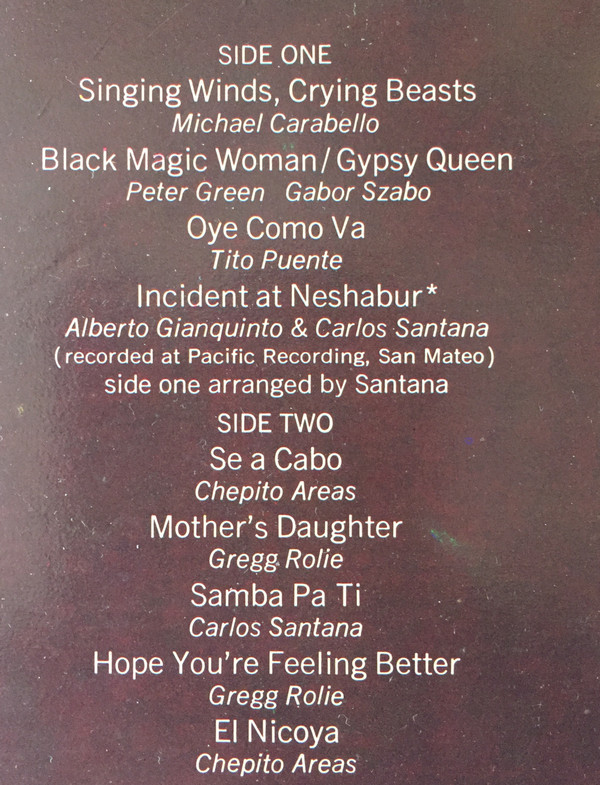 SIDE ONE
Singing Winds, Crying Beasts
Michael Carabello
Black Magic Woman/Gypsy Queen
Peter Green Gabor Szabo
Oye Como Va
Tito Puente
Incident at Neshabur*
Alberto Gianquinto & Carlos Santana
(recorded at Pacific Recording, San Mateo)
side one arranged by Santana
SIDE TWO
Se a Cabo
Chepito Areas
Mother's Daughter
Gregg Rolie
Samba Pa Ti
Carlos Santana
Hope You're Feeling Better
Gregg Rolie
El Nicoya
Chepito Areas